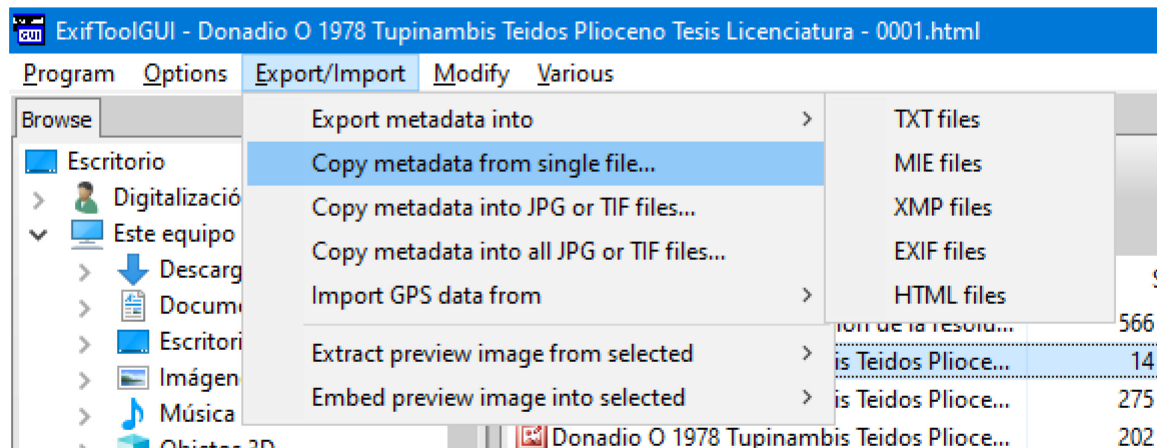 ExifToolGUI - Donadio O 1978 Tupinambis Teidos Plioceno Tesis Licenciatura - 0001.html
Program Options Export/Import Modify Various
Browse
Export metadata into > TXT files
Escritorio
Copy metadata from single file... MIE files
Digitalizació
Copy metadata into JPG or TIF files... XMP files
Este equipo
Copy metadata into all JPG or TIF files... EXIF files
Descarg
Import GPS data from > HTML files
Docume
566
Escritori
Extract preview image from selected >
is Teidos Plioce... 14
Imágen
Embed preview image into selected >
is Teidos Plioce... 275
Música
Donadio O 1978 Tupinambis Teidos Plioce... 202